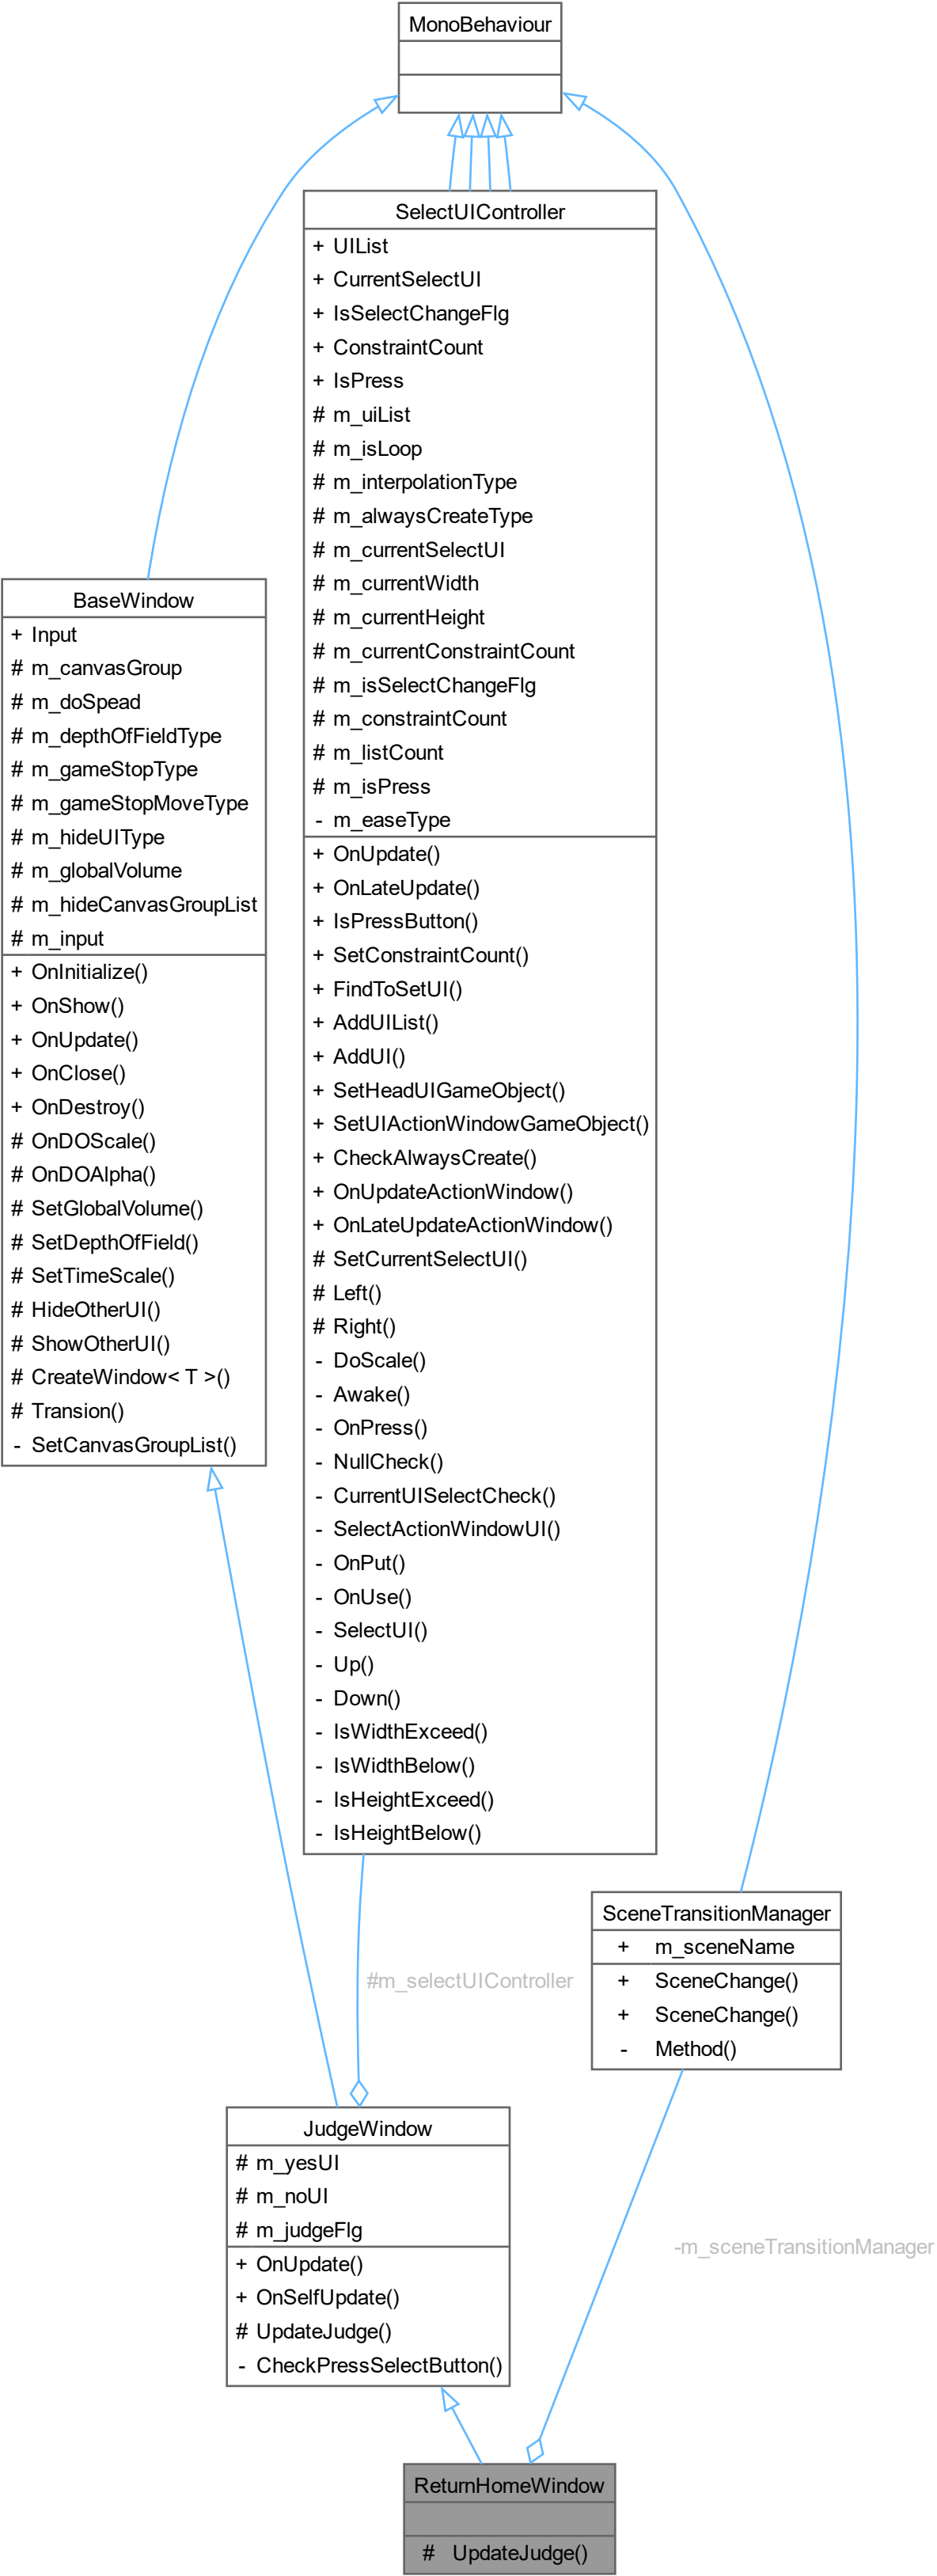 MonoBehaviour
SelectUIController
+ UIList
+ CurrentSelectUI
+ IsSelectChangeFlg
+ ConstraintCount
+ IsPress
# m_uiList
# m_isLoop
# m_interpolationType
# m_alwaysCreateType
# m_currentSelectUI
# m_currentWidth
# m_currentHeight
# m_currentConstraintCount
# m_isSelectChangeFlg
# m_constraintCount
# m_listCount
# m_isPress
- m_easeType
+ OnUpdate()
+ OnLateUpdate()
+ IsPressButton()
+ SetConstraintCount()
+ FindToSetUI()
+ AddUIList()
+ AddUI()
+ SetHeadUIGameObject()
+ SetUIActionWindowGameObject()
+ CheckAlwaysCreate()
+ OnUpdateActionWindow()
+ OnLateUpdateActionWindow()
# SetCurrentSelectUI()
# Left()
# Right()
- DoScale()
- Awake()
- OnPress()
- NullCheck()
- CurrentUISelectCheck()
- SelectActionWindowUI()
- OnPut()
- OnUse()
- SelectUI()
- Up()
- Down()
- IsWidthExceed()
- IsWidthBelow()
- IsHeightExceed()
- IsHeightBelow()
BaseWindow
+ Input
# m_canvasGroup
# m_doSpead
# m_depthOfFieldType
# m_gameStopType
# m_gameStopMoveType
# m_hideUIType
# m_globalVolume
# m_hideCanvasGroupList
# m_input
+ OnInitialize()
+ OnShow()
+ OnUpdate()
+ OnClose()
+ OnDestroy()
# OnDOScale()
# OnDOAlpha()
# SetGlobalVolume()
# SetDepthOfField()
# SetTimeScale()
# HideOtherUI()
# ShowOtherUI()
# CreateWindow< T >()
# Transion()
- SetCanvasGroupList()
SceneTransitionManager
+ m_sceneName
+ SceneChange()
+ SceneChange()
- Method()
#m_selectUIController
JudgeWindow
# m_yesUI
# m_noUI
# m_judgeFlg
+ OnUpdate()
+ OnSelfUpdate()
# UpdateJudge()
- CheckPressSelectButton()
-m_sceneTransitionManager
ReturnHomeWindow
# UpdateJudge()